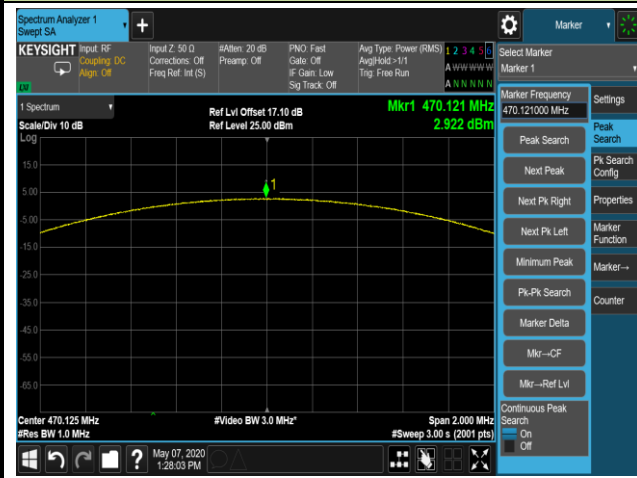 Spectrum Analyzer 1
Swept SA
Marker
KEYSIGHT
Input: RF
Coupling: DC
Align: Off
Input Z: 50 Ω
Corrections: Off
Freq Ref: Int (S)
#Atten: 20 dB
Preamp: Off
PNO: Fast
Gate: Off
IF Gain: Low
Sig Track: Off
Avg Type: Power (RMS)
Avg|Hold:>1/1
Trig: Free Run
1 2 3 4 5 6
A W W W W W
A N N N N N
Select Marker
Marker 1
1 Spectrum
Scale/Div 10 dB
Log
Ref Lvl Offset 17.10 dB
Ref Level 25.00 dBm
Mkr1 470.121 MHz
2.922 dBm
15.0
5.00
-5.00
-15.0
-25.0
-35.0
-45.0
-55.0
-65.0
1
Center 470.125 MHz
#Res BW 1.0 MHz
#Video BW 3.0 MHz*
Span 2.000 MHz
#Sweep 3.00 s (2001 pts)
Marker Frequency
470.121000 MHz
Peak Search
Next Peak
Next Pk Right
Next Pk Left
Minimum Peak
Pk-Pk Search
Marker Delta
Mkr→CF
Mkr→Ref Lvl
Continuous Peak
Search
On
Off
Settings
Peak
Search
Pk Search
Config
Properties
Marker
Function
Marker→
Counter
May 07, 2020
1:28:03 PM